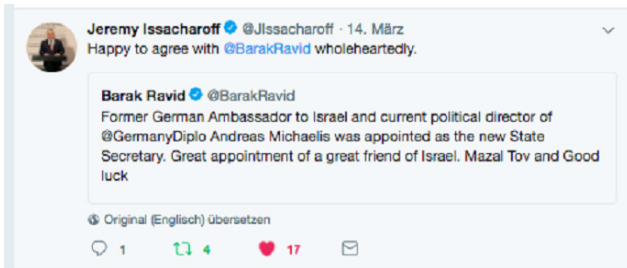 Jeremy Issacharoff @JIssacharoff · 14. März
Happy to agree with @BarakRavid wholeheartedly.
Barak Ravid @BarakRavid
Former German Ambassador to Israel and current political director of
@GermanyDiplo Andreas Michaelis was appointed as the new State
Secretary. Great appointment of a great friend of Israel. Mazal Tov and Good
luck
Original (Englisch) übersetzen
1 4 17